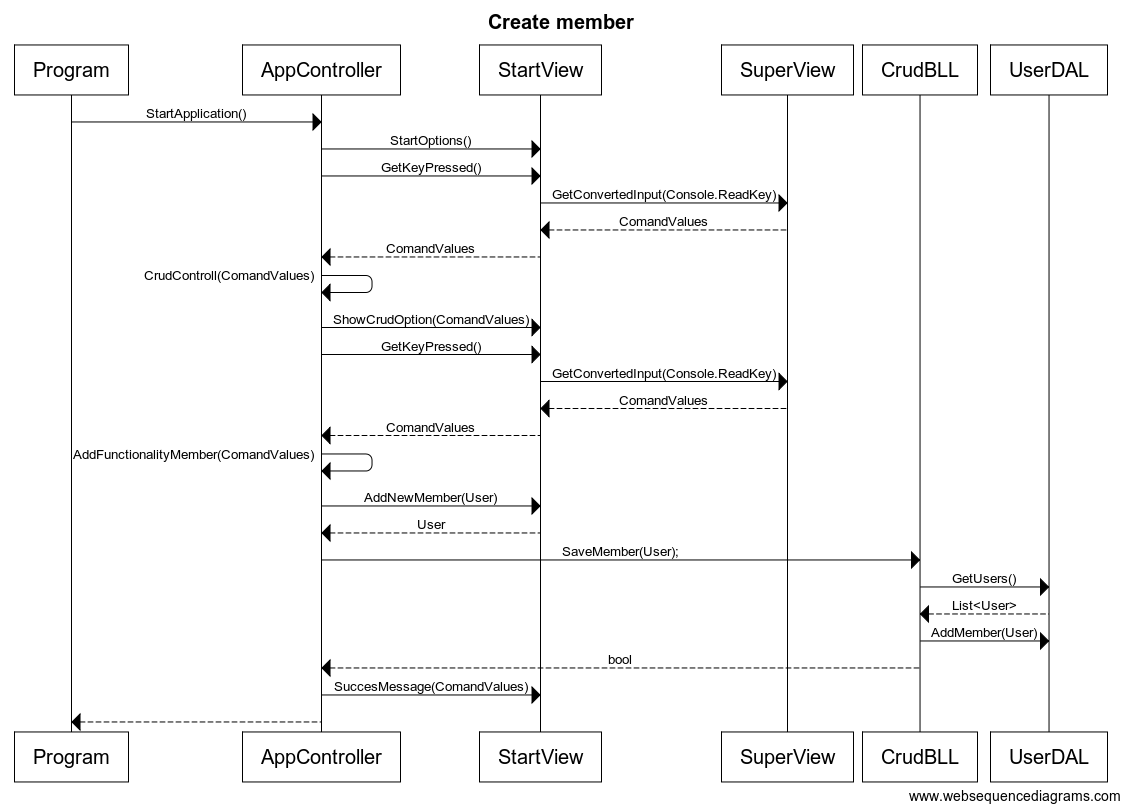 Create member
Program AppController StartView SuperView CrudBLL UserDAL
StartApplication()
StartOptions()
GetKeyPressed()
GetConvertedInput(Console.ReadKey)
ComandValues
ComandValues
CrudControll(ComandValues)
ShowCrudOption(ComandValues)
GetKeyPressed()
GetConvertedInput(Console.ReadKey)
ComandValues
ComandValues
AddFunctionalityMember(ComandValues)
AddNewMember(User)
User
SaveMember(User);
GetUsers()
List<User>
AddMember(User)
bool
SuccesMessage(ComandValues)
Program AppController StartView SuperView CrudBLL UserDAL
www.websequencediagrams.com